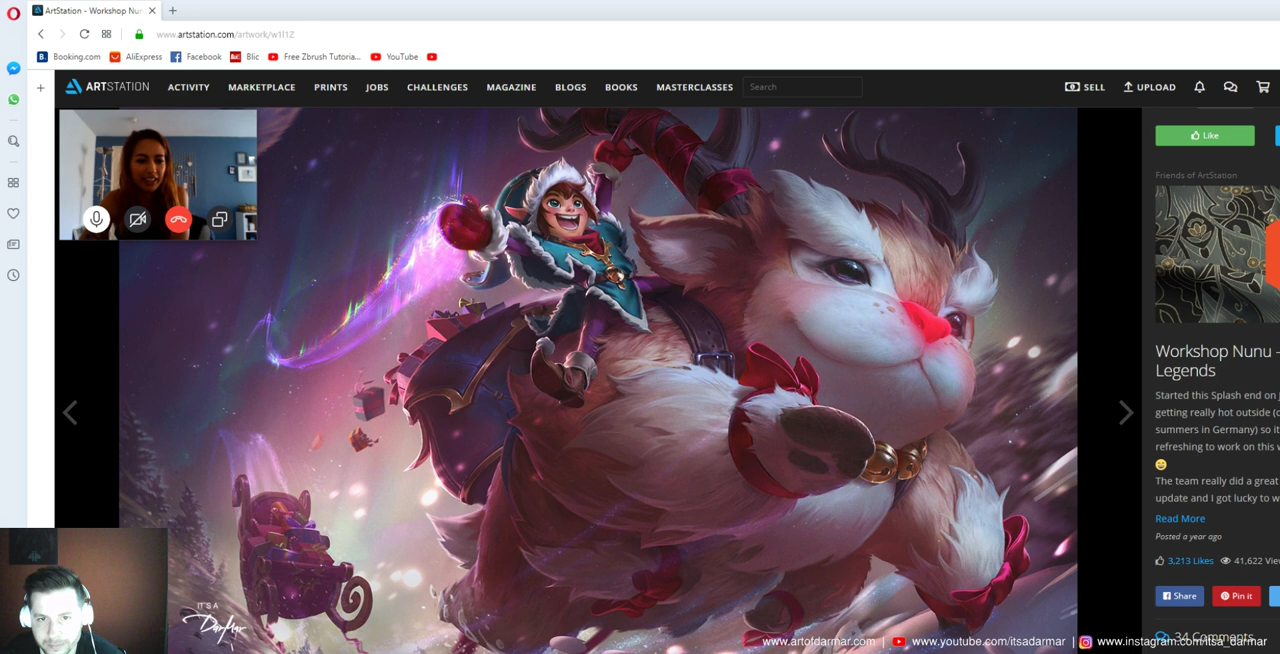 ArtStation - Workshop Nun
www.artstation.com/artwork/w1l1Z
Booking.com AliExpress Facebook Blic Free Zbrush Tutoria... YouTube
ARTSTATION ACTIVITY MARKETPLACE PRINTS JOBS CHALLENGES MAGAZINE BLOGS BOOKS MASTERCLASSES Search SELL UPLOAD
Like
Friends of ArtStation
Workshop Nunu -
Legends
Started this Splash end on
getting really hot outside (
summers in Germany) so it
refreshing to work on this
The team really did a great
update and I got lucky to w
Read More
Posted a year ago
3,213 Likes 41,622 Vie
Share Pin it
34 Comments
IT'S A
DarMar
www.artofdarmar.com | www.youtube.com/itsadarmar | www.instagram.com/itsa_darmar